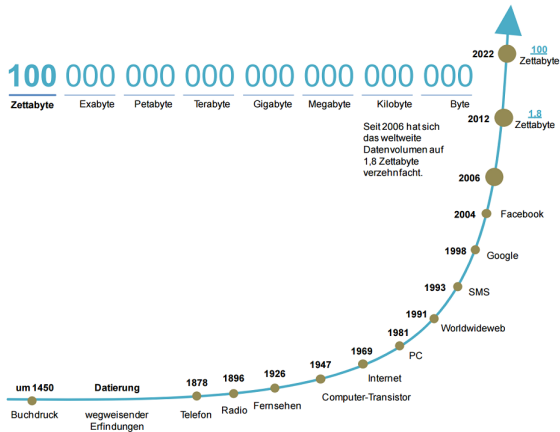 100 000 000 000 000 000 000 000
Zettabyte Exabyte Petabyte Terabyte Gigabyte Megabyte Kilobyte Byte
Seit 2006 hat sich
das weltweite
Datenvolumen auf
1,8 Zettabyte
verzehnfacht.
2022
100
Zettabyte
2012
1,8
Zettabyte
2006
2004
Facebook
1998
Google
1993
SMS
1991
Worldwideweb
1981
PC
1969
Internet
1947
Computer-Transistor
1926
Fernsehen
1896
Radio
1878
Telefon
Datierung
wegweisender
Erfindungen
um 1450
Buchdruck